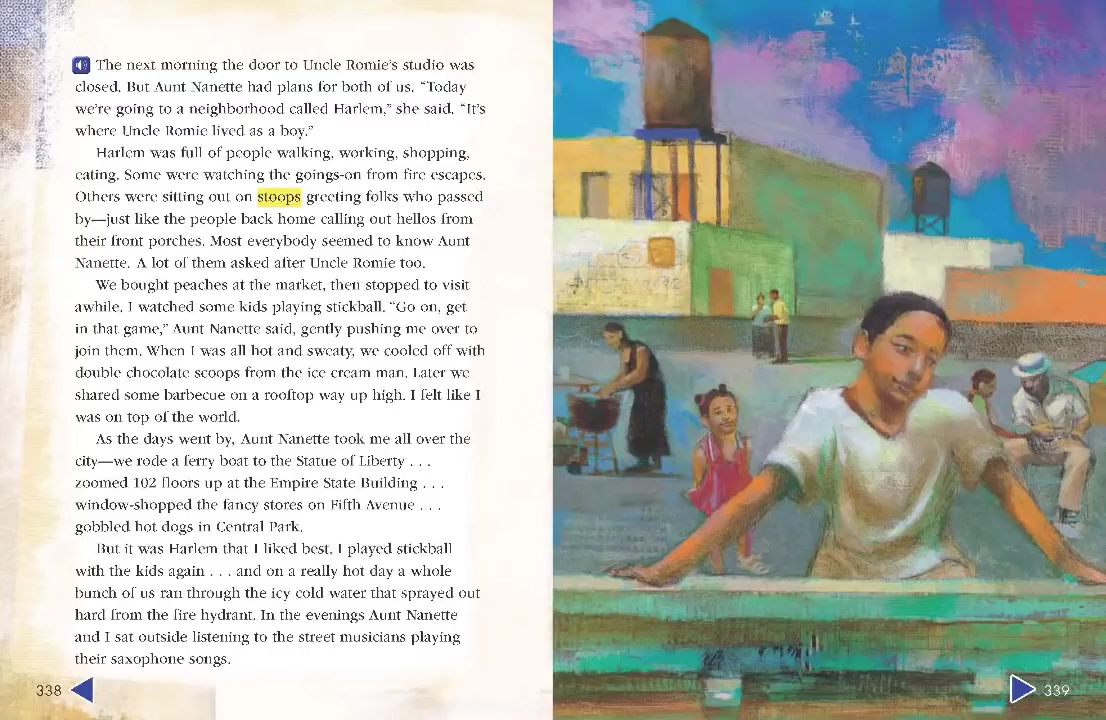 The next morning the door to Uncle Romie's studio was
closed. But Aunt Nanette had plans for both of us. “Today
we're going to a neighborhood called Harlem,” she said. “It's
where Uncle Romie lived as a boy.”
Harlem was full of people walking, working, shopping,
eating. Some were watching the goings-on from fire escapes.
Others were sitting out on stoops greeting folks who passed
by—just like the people back home calling out hellos from
their front porches. Most everybody seemed to know Aunt
Nanette. A lot of them asked after Uncle Romie too.
We bought peaches at the market, then stopped to visit
awhile. I watched some kids playing stickball. “Go on, get
in that game,” Aunt Nanette said, gently pushing me over to
join them. When I was all hot and sweaty, we cooled off with
double chocolate scoops from the ice cream man. Later we
shared some barbecue on a rooftop way up high. I felt like I
was on top of the world.
As the days went by, Aunt Nanette took me all over the
city—we rode a ferry boat to the Statue of Liberty . . .
zoomed 102 floors up at the Empire State Building . . .
window-shopped the fancy stores on Fifth Avenue . . .
gobbled hot dogs in Central Park.
But it was Harlem that I liked best. I played stickball
with the kids again . . . and on a really hot day a whole
bunch of us ran through the icy cold water that sprayed out
hard from the fire hydrant. In the evenings Aunt Nanette
and I sat outside listening to the street musicians playing
their saxophone songs.
338
339